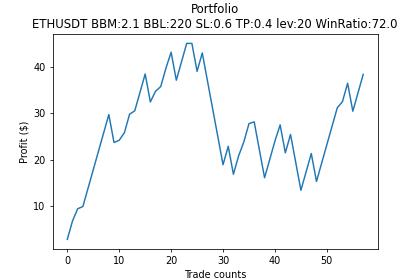 Portfolio
ETHUSDT BBM:2.1 BBL:220 SL:0.6 TP:0.4 lev:20 WinRatio:72.0
Profit ($)
40
30
20
10
0 10 20 30 40 50
Trade counts